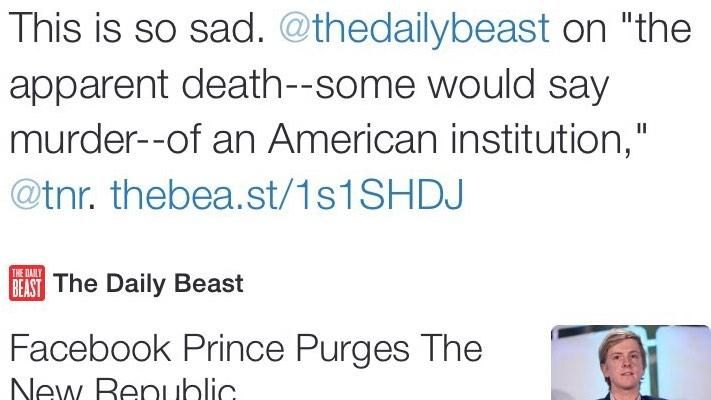 This is so sad. @thedailybeast on "the
apparent death--some would say
murder--of an American institution,"
@tnr. thebea.st/1s1SHDJ
THE DAILY
BEAST
The Daily Beast
Facebook Prince Purges The
New Republic